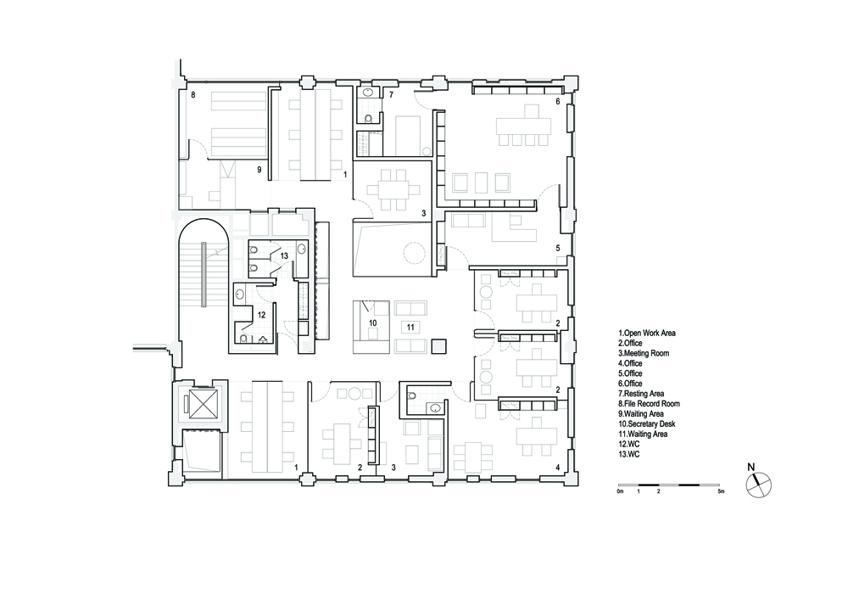 8
7
6
9
1
3
5
13
2
12
10
11
2
1
2
3
4
1.Open Work Area
2.Office
3.Meeting Room
4.Office
5.Office
6.Office
7.Resting Area
8.File Record Room
9.Waiting Area
10.Secretary Desk
11.Waiting Area
12.WC
13.WC
N
0m 1 2 5m